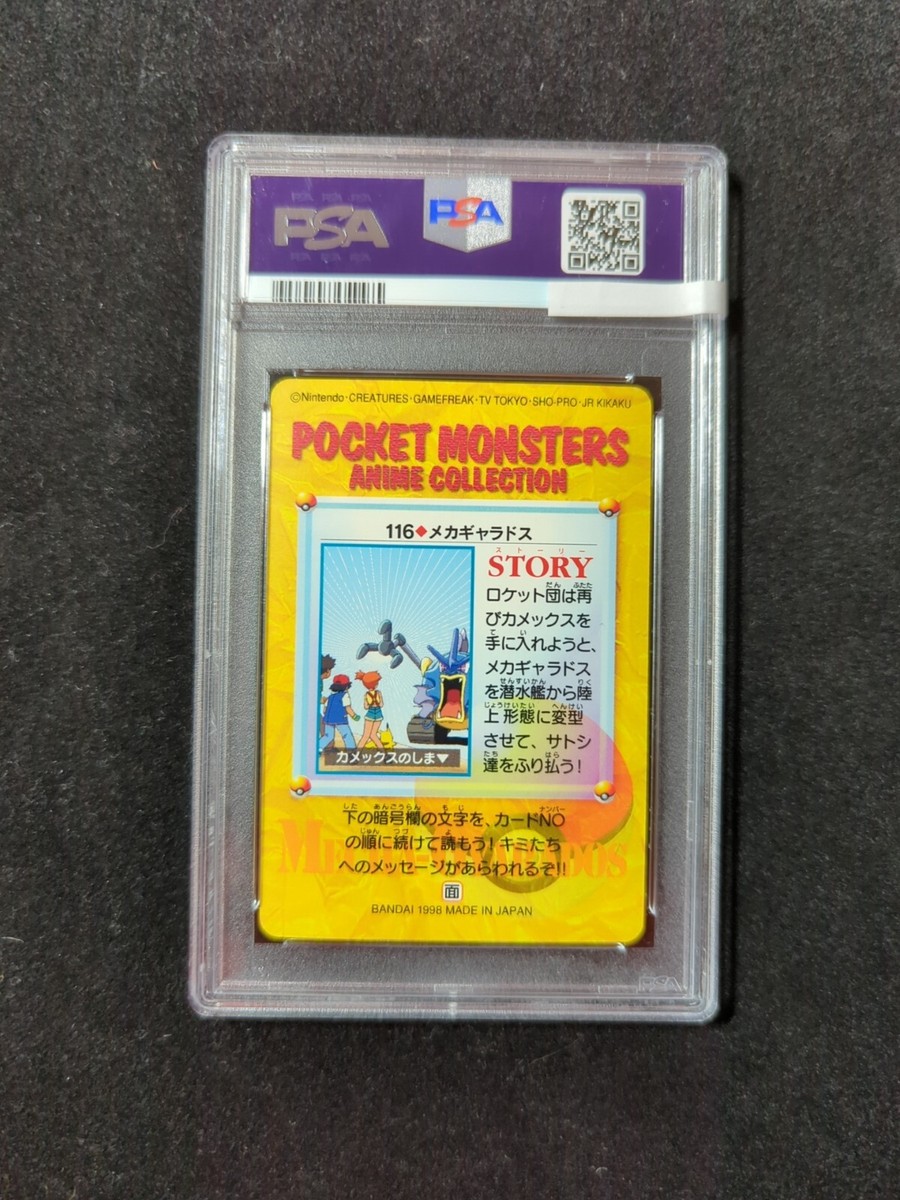 PSA
PSA
©Nintendo・CREATURES・GAMEFREAK・TV TOKYO・SHO-PRO・JR KIKAKU
POCKET MONSTERS
ANIME COLLECTION
116◆メカギャラドス
ストーリー
STORY
ロケット団は再
びカメックスを
手に入れようと、
メカギャラドス
を潜水艦から陸
上形態に変型
させて、サトシ
達をふり払う!
カメックスのしま▼
下の暗号欄の文字を、カードNO
の順に続けて読もう!キミたち
へのメッセージがあらわれるぞ!!
面
BANDAI 1998 MADE IN JAPAN
PSA